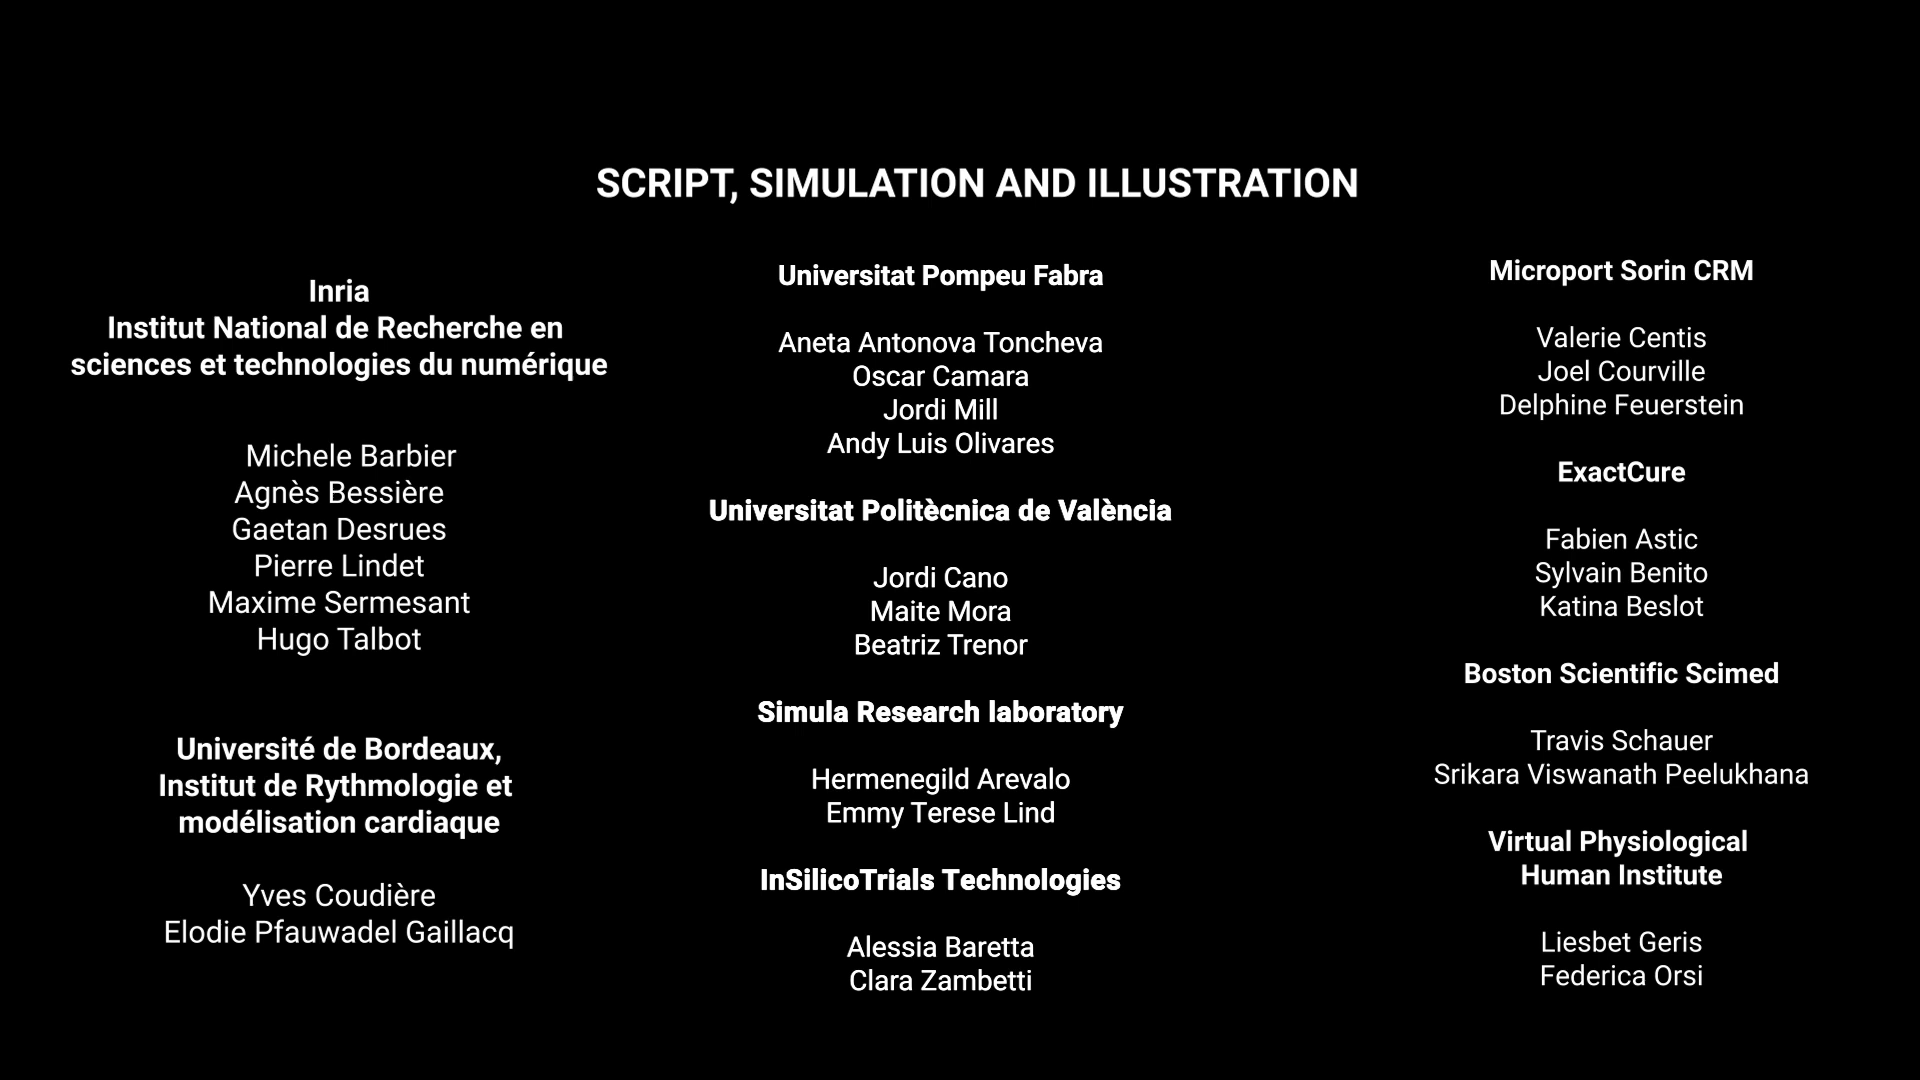 SCRIPT, SIMULATION AND ILLUSTRATION
Inria
Institut National de Recherche en
sciences et technologies du numérique
Michele Barbier
Agnès Bessière
Gaetan Desrues
Pierre Lindet
Maxime Sermesant
Hugo Talbot
Université de Bordeaux,
Institut de Rythmologie et
modélisation cardiaque
Yves Coudière
Elodie Pfauwadel Gaillacq
Universitat Pompeu Fabra
Aneta Antonova Toncheva
Oscar Camara
Jordi Mill
Andy Luis Olivares
Universitat Politècnica de València
Jordi Cano
Maite Mora
Beatriz Trenor
Simula Research laboratory
Hermenegild Arevalo
Emmy Terese Lind
InSilicoTrials Technologies
Alessia Baretta
Clara Zambetti
Microport Sorin CRM
Valerie Centis
Joel Courville
Delphine Feuerstein
ExactCure
Fabien Astic
Sylvain Benito
Katina Beslot
Boston Scientific Scimed
Travis Schauer
Srikara Viswanath Peelukhana
Virtual Physiological
Human Institute
Liesbet Geris
Federica Orsi